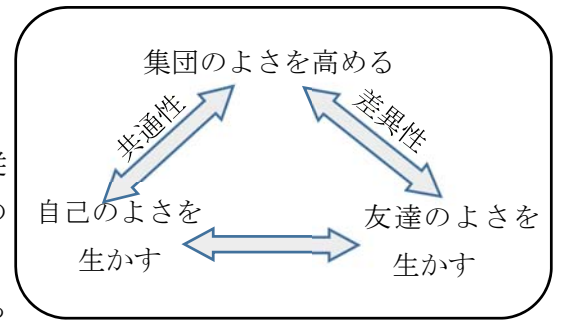 集団のよさを高める
共通性
差異性
自己のよさを
生かす
友達のよさを
生かす